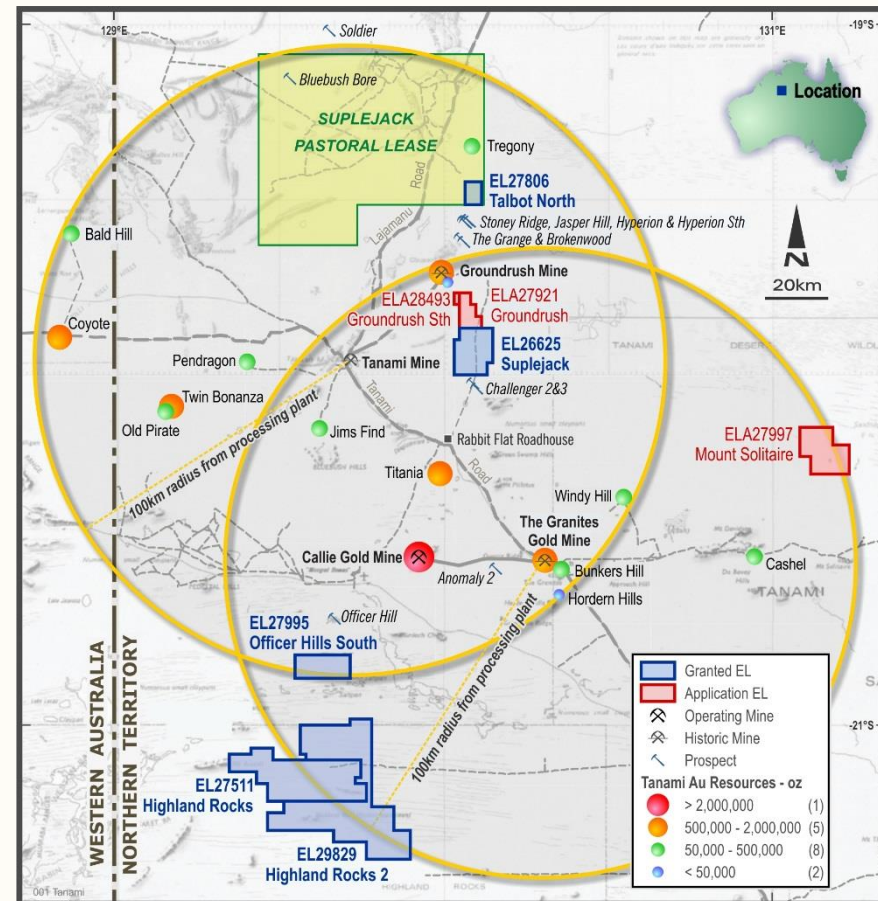 129°E
131°E
-19°S
Soldier
Bluebush Bore
SUPLEJACK
PASTORAL LEASE
Location
Tregony
Road
EL27806
Talbot North
Lajamanu
Stoney Ridge, Jasper Hill, Hyperion & Hyperion Sth
The Grange & Brokenwood
Bald Hill
N
20km
Groundrush Mine
ELA28493
Groundrush Sth
ELA27921
Groundrush
Coyote
EL26625
Suplejack
TANAMI
DESERT
Pendragon
Tanami Mine
Challenger 2&3
Twin Bonanza
Old Pirate
Tanami
Jims Find
Rabbit Flat Roadhouse
ELA27997
Mount Solitaire
100km radius from processing plant
Titania
Road
Windy Hill
The Granites
Gold Mine
Callie Gold Mine
Anomaly 2
Bunkers Hill
Cashel
Hordern Hills
TANAMI
Officer Hill
EL27995
Officer Hills South
100km radius from processing plant
-21°S
WESTERN AUSTRALIA
NORTHERN TERRITORY
EL27511
Highland Rocks
EL29829
Highland Rocks 2
HIGHLAND ROCKS
001 Tanami
Granted EL
Application EL
Operating Mine
Historic Mine
Prospect
Tanami Au Resources - oz
> 2,000,000 (1)
500,000 - 2,000,000 (5)
50,000 - 500,000 (8)
< 50,000 (2)